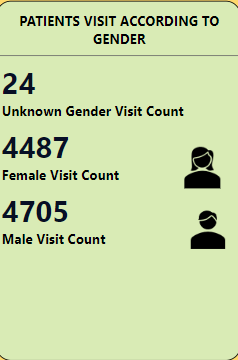 PATIENTS VISIT ACCORDING TO
GENDER
24
Unknown Gender Visit Count
4487
Female Visit Count
4705
Male Visit Count